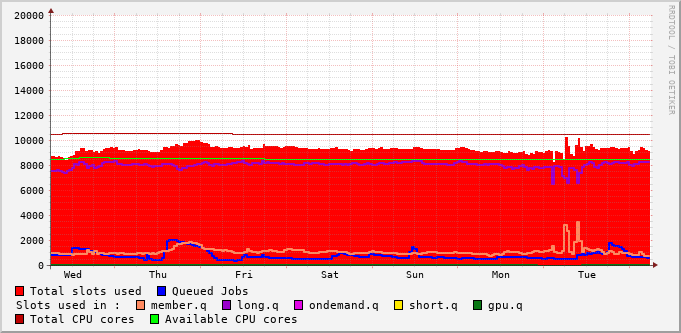 RRDTOOL / TOBI OETIKER
20000
18000
16000
14000
12000
10000
8000
6000
4000
2000
0
Wed Thu Fri Sat Sun Mon Tue
Total slots used Queued Jobs
Slots used in : member.q long.q ondemand.q short.q gpu.q
Total CPU cores Available CPU cores